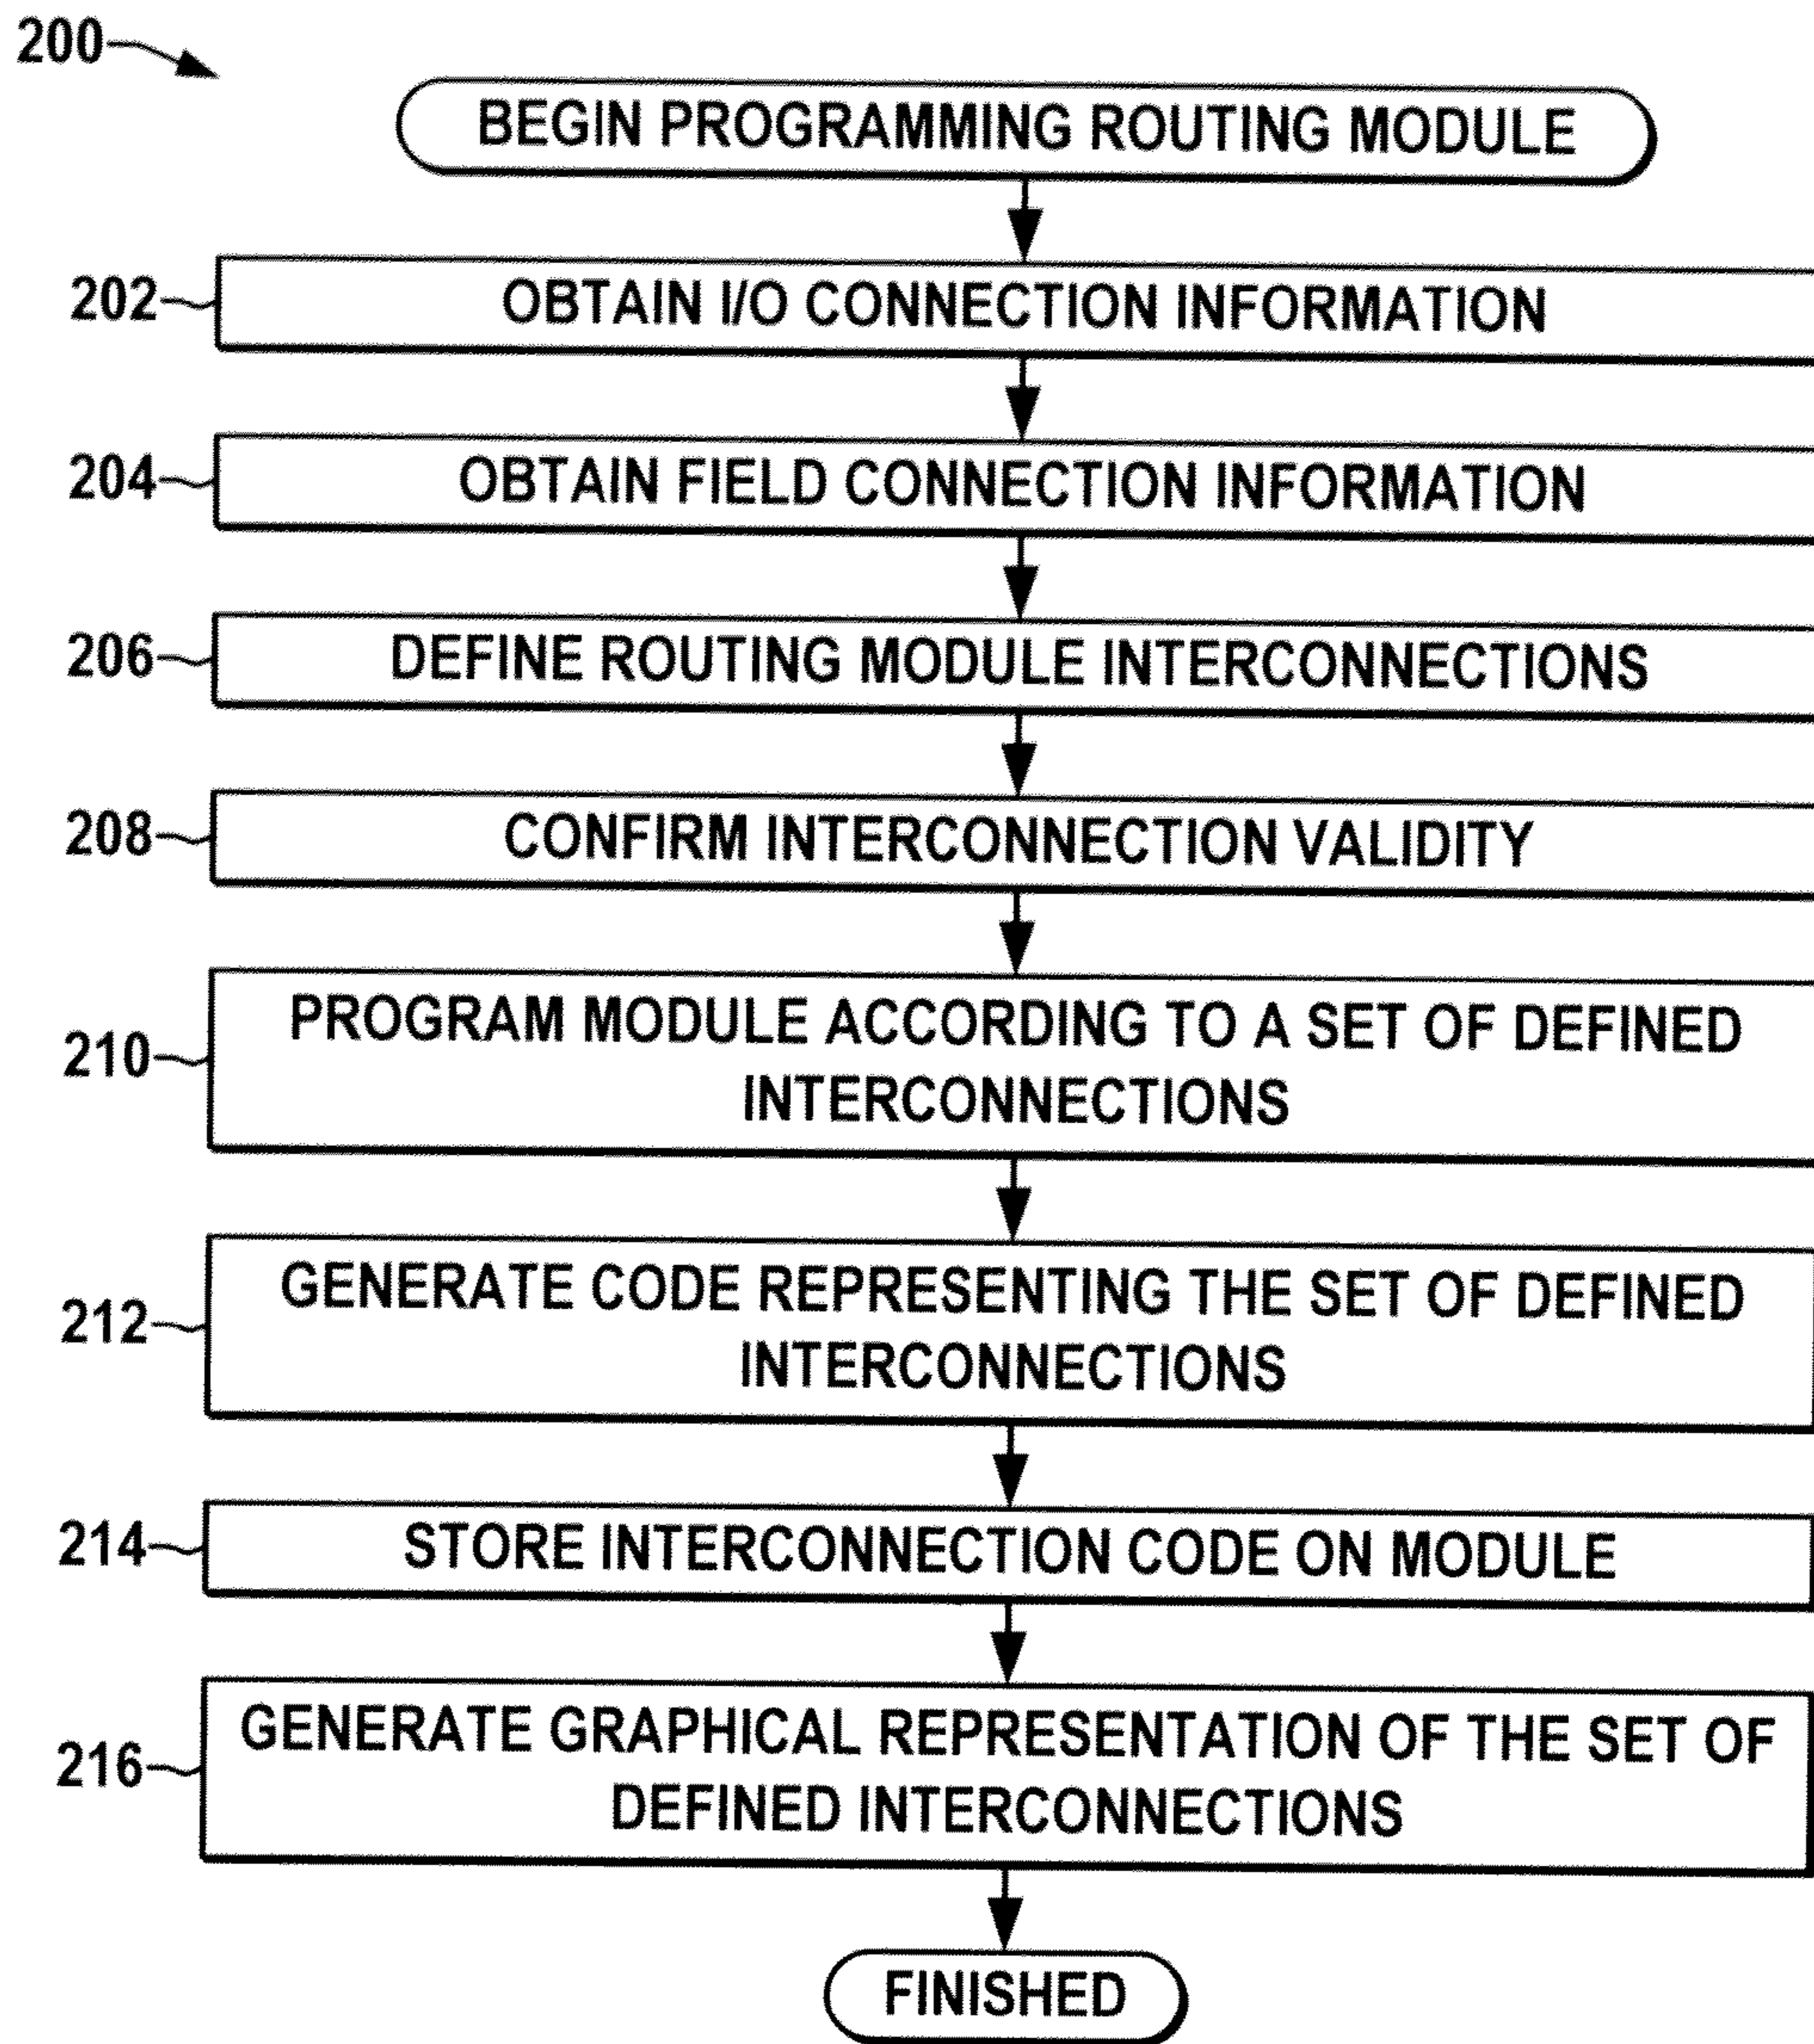 200
BEGIN PROGRAMMING ROUTING MODULE
202
OBTAIN I/O CONNECTION INFORMATION
204
OBTAIN FIELD CONNECTION INFORMATION
206
DEFINE ROUTING MODULE INTERCONNECTIONS
208
CONFIRM INTERCONNECTION VALIDITY
210
PROGRAM MODULE ACCORDING TO A SET OF DEFINED
INTERCONNECTIONS
212
GENERATE CODE REPRESENTING THE SET OF DEFINED
INTERCONNECTIONS
214
STORE INTERCONNECTION CODE ON MODULE
216
GENERATE GRAPHICAL REPRESENTATION OF THE SET OF
DEFINED INTERCONNECTIONS
FINISHED